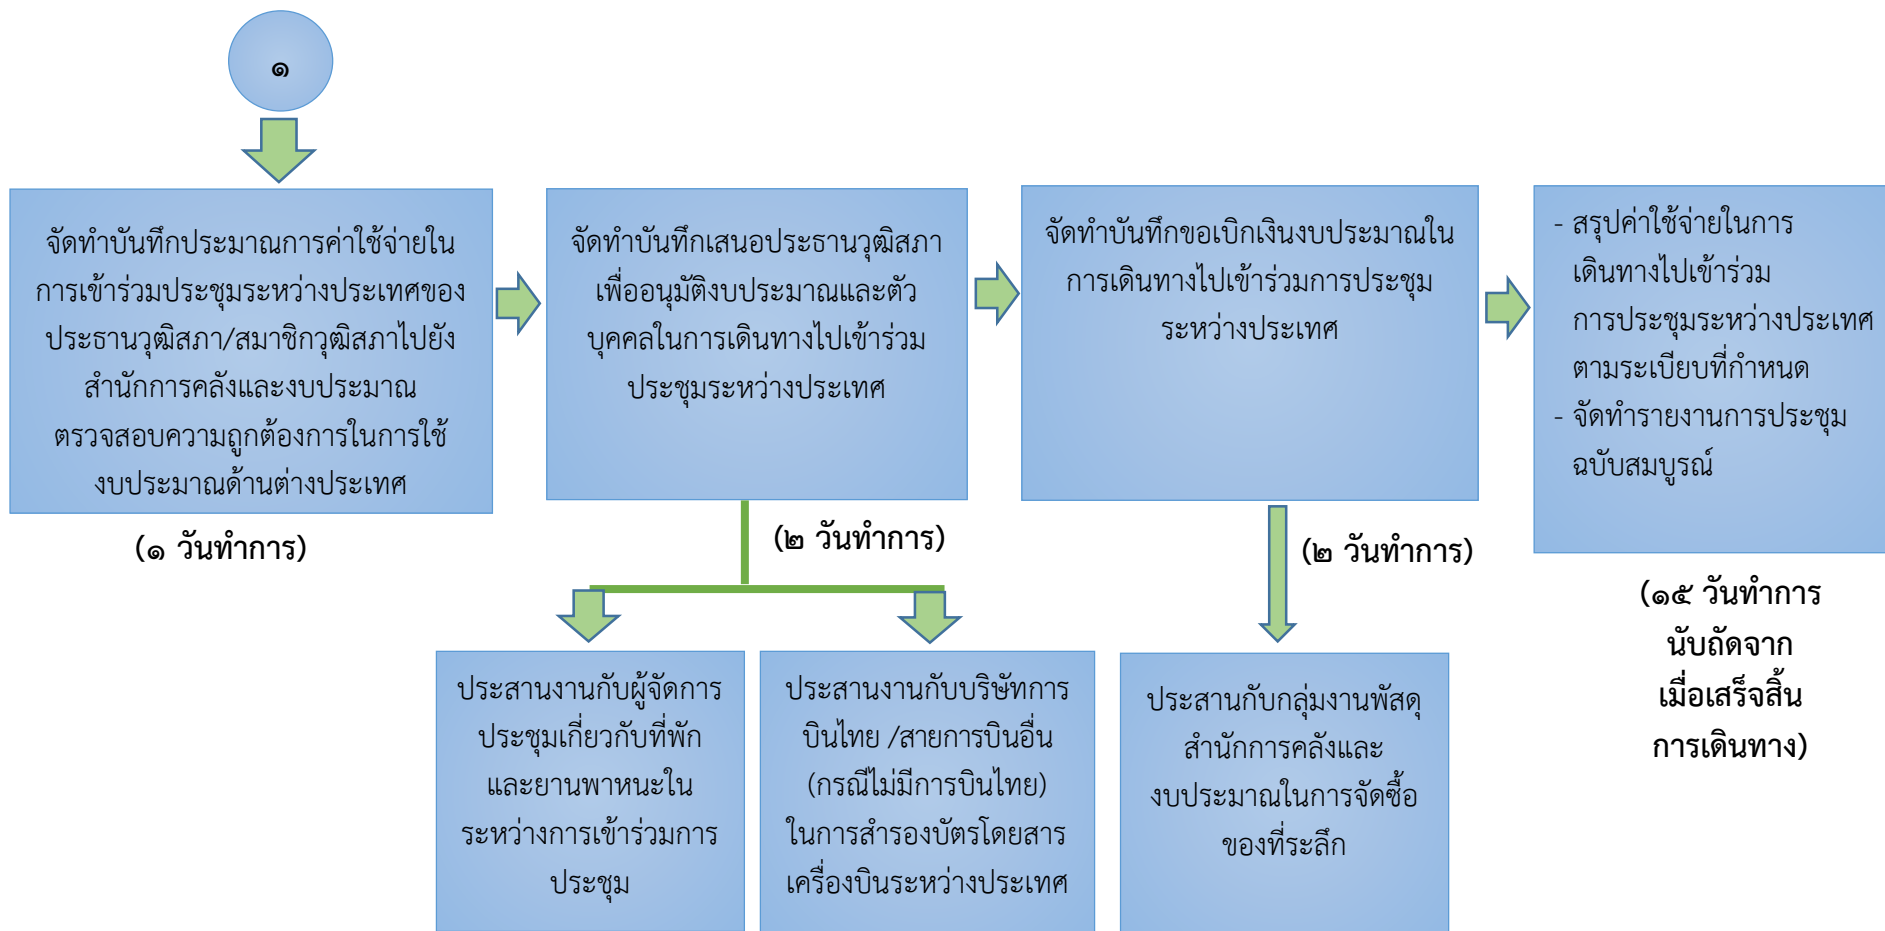 ๑
จัดทำบันทึกประมาณการค่าใช้จ่ายใน
การเข้าร่วมประชุมระหว่างประเทศของ
ประธานวุฒิสภา/สมาชิกวุฒิสภาไปยัง
สำนักการคลังและงบประมาณ
ตรวจสอบความถูกต้องการในการใช้
งบประมาณด้านต่างประเทศ
(๑ วันทำการ)
จัดทำบันทึกเสนอประธานวุฒิสภา
เพื่ออนุมัติงบประมาณและตัว
บุคคลในการเดินทางไปเข้าร่วม
ประชุมระหว่างประเทศ
(๒ วันทำการ)
จัดทำบันทึกขอเบิกเงินงบประมาณใน
การเดินทางไปเข้าร่วมการประชุม
ระหว่างประเทศ
(๒ วันทำการ)
- สรุปค่าใช้จ่ายในการ
เดินทางไปเข้าร่วม
การประชุมระหว่างประเทศ
ตามระเบียบที่กำหนด
- จัดทำรายงานการประชุม
ฉบับสมบูรณ์
(๑๕ วันทำการ
นับถัดจาก
เมื่อเสร็จสิ้น
การเดินทาง)
ประสานงานกับผู้จัดการ
ประชุมเกี่ยวกับที่พัก
และยานพาหนะใน
ระหว่างการเข้าร่วมการ
ประชุม
ประสานงานกับบริษัทการ
บินไทย /สายการบินอื่น
(กรณีไม่มีการบินไทย)
ในการสำรองบัตรโดยสาร
เครื่องบินระหว่างประเทศ
ประสานกับกลุ่มงานพัสดุ
สำนักการคลังและ
งบประมาณในการจัดซื้อ
ของที่ระลึก